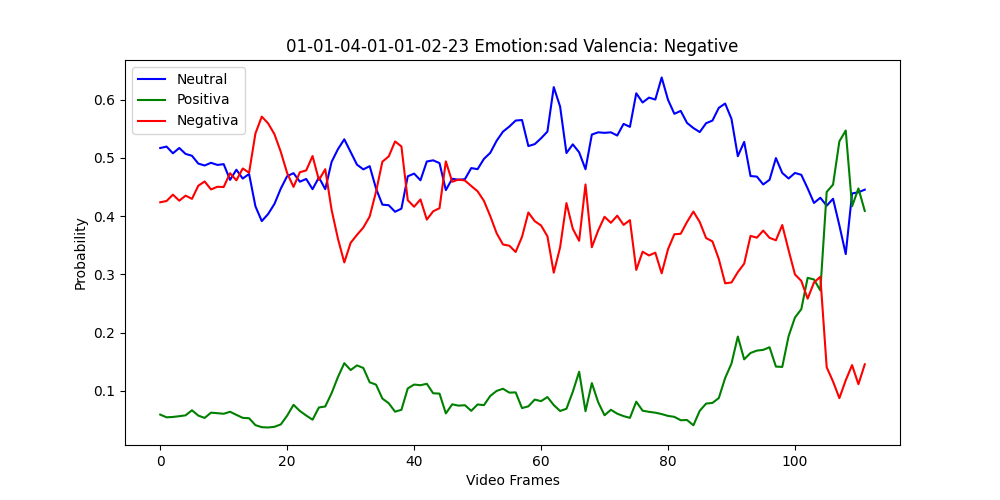 01-01-04-01-01-02-23 Emotion:sad Valencia: Negative
Neutral
Positiva
Negativa
Probability
0.6
0.5
0.4
0.3
0.2
0.1
0 20 40 60 80 100
Video Frames